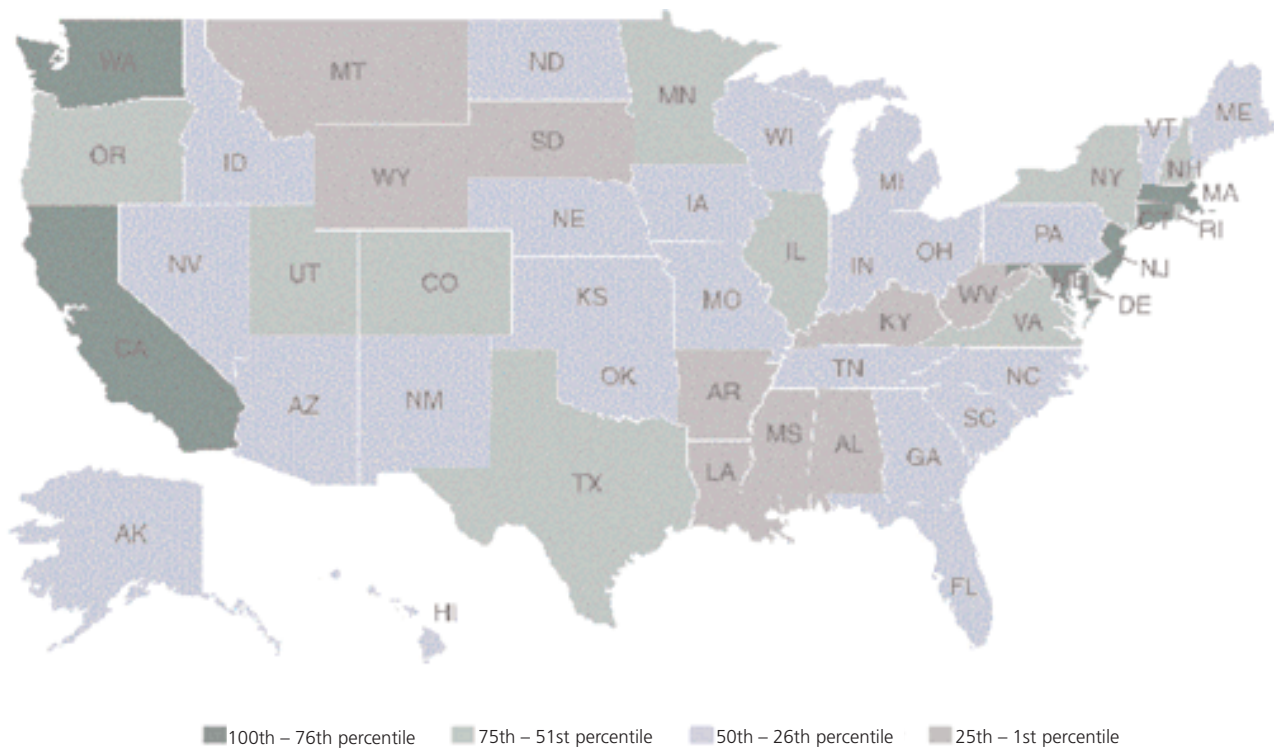 WA
MT
ND
MN
OR
ID
WY
SD
WI
MI
VT
ME
NH
NY
MA
CT
RI
NV
UT
CO
NE
IA
IL
IN
OH
PA
NJ
MD
DE
CA
KS
MO
KY
WV
VA
AZ
NM
OK
AR
TN
NC
SC
TX
LA
MS
AL
GA
AK
HI
FL
100th – 76th percentile 75th – 51st percentile 50th – 26th percentile 25th – 1st percentile